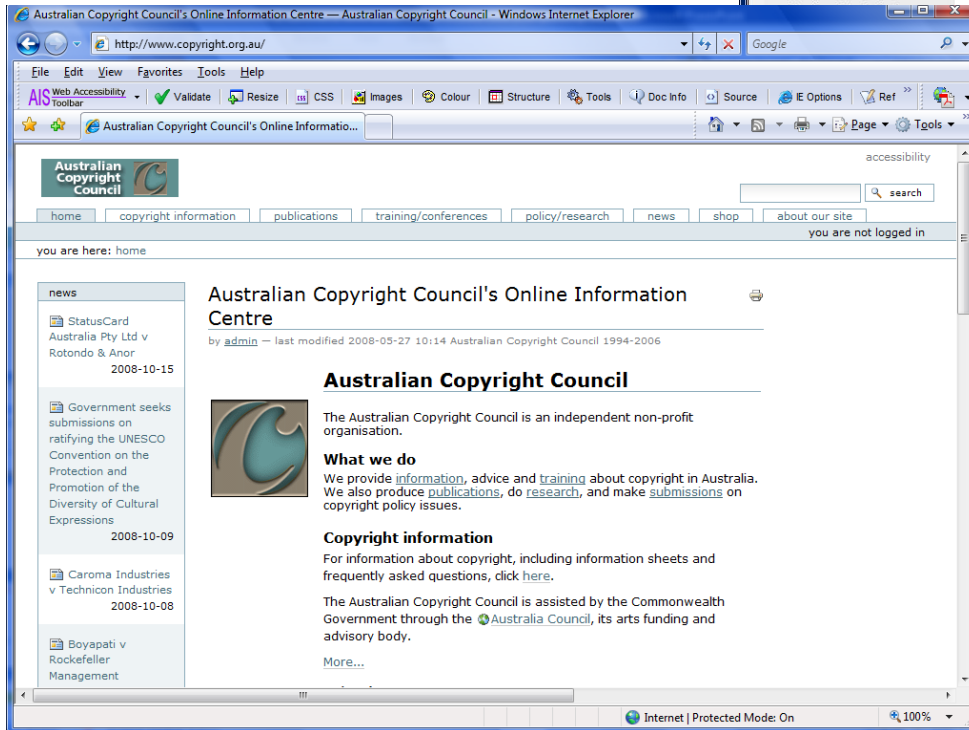 Australian Copyright Council's Online Information Centre — Australian Copyright Council - Windows Internet Explorer
http://www.copyright.org.au/
Google
File Edit View Favorites Tools Help
AIS Web Accessibility Toolbar Validate Resize CSS Images Colour Structure Tools Doc Info Source IE Options Ref
Australian Copyright Council's Online Informatio...
Page Tools
accessibility
Australian
Copyright
Council
search
home copyright information publications training/conferences policy/research news shop about our site
you are not logged in
you are here: home
news
StatusCard
Australia Pty Ltd v
Rotondo & Anor
2008-10-15
Government seeks
submissions on
ratifying the UNESCO
Convention on the
Protection and
Promotion of the
Diversity of Cultural
Expressions
2008-10-09
Caroma Industries
v Technicon Industries
2008-10-08
Boyapati v
Rockefeller
Management
Australian Copyright Council's Online Information
Centre
by admin — last modified 2008-05-27 10:14 Australian Copyright Council 1994-2006
Australian Copyright Council
The Australian Copyright Council is an independent non-profit
organisation.
What we do
We provide information, advice and training about copyright in Australia.
We also produce publications, do research, and make submissions on
copyright policy issues.
Copyright information
For information about copyright, including information sheets and
frequently asked questions, click here.
The Australian Copyright Council is assisted by the Commonwealth
Government through the Australia Council, its arts funding and
advisory body.
More...
Internet | Protected Mode: On
100%